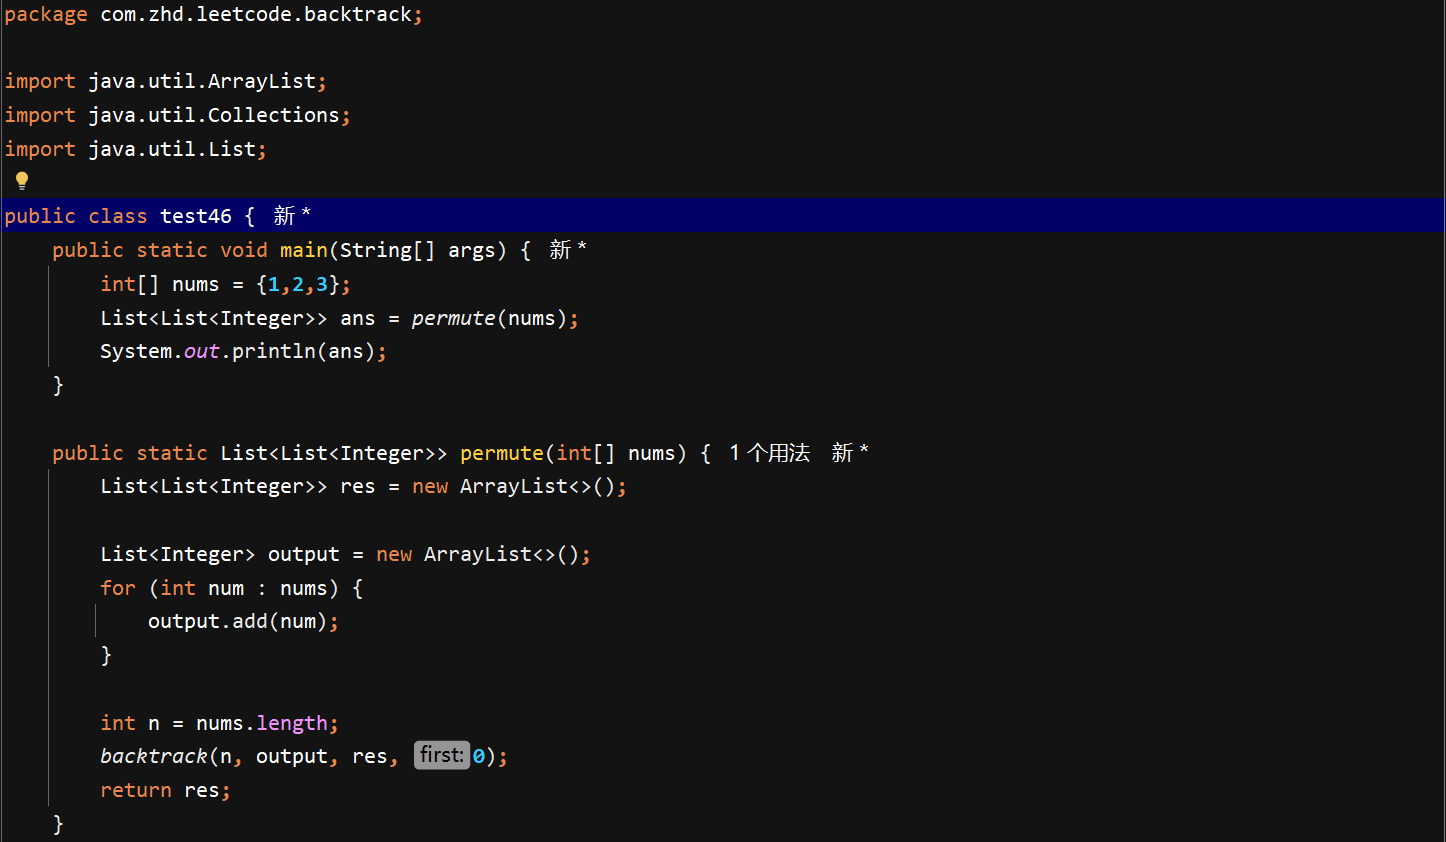 package com.zhd.leetcode.backtrack;
import java.util.ArrayList;
import java.util.Collections;
import java.util.List;
public class test46 { 新 *
public static void main(String[] args) { 新 *
int[] nums = {1,2,3};
List<List<Integer>> ans = permute(nums);
System.out.println(ans);
}
public static List<List<Integer>> permute(int[] nums) { 1 个用法 新 *
List<List<Integer>> res = new ArrayList<>();
List<Integer> output = new ArrayList<>();
for (int num : nums) {
output.add(num);
}
int n = nums.length;
backtrack(n, output, res, first: 0);
return res;
}